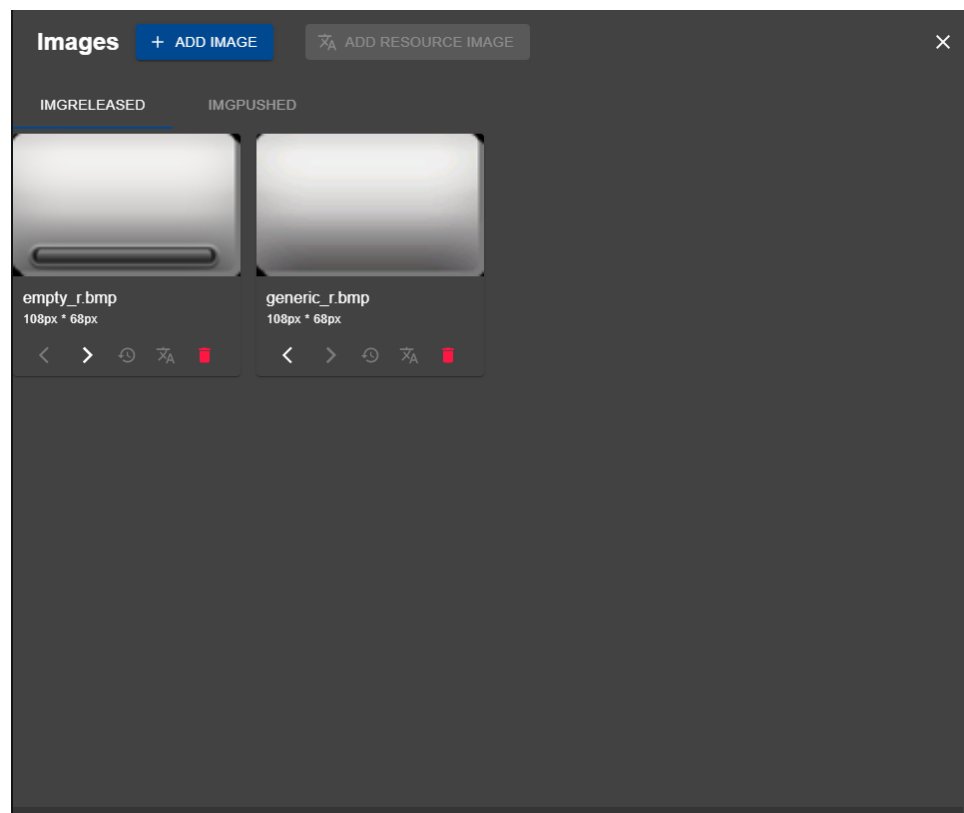 Images
+ ADD IMAGE
ADD RESOURCE IMAGE
IMGRELEASED
IMGPUSHED
empty_r.bmp
108px * 68px
generic_r.bmp
108px * 68px